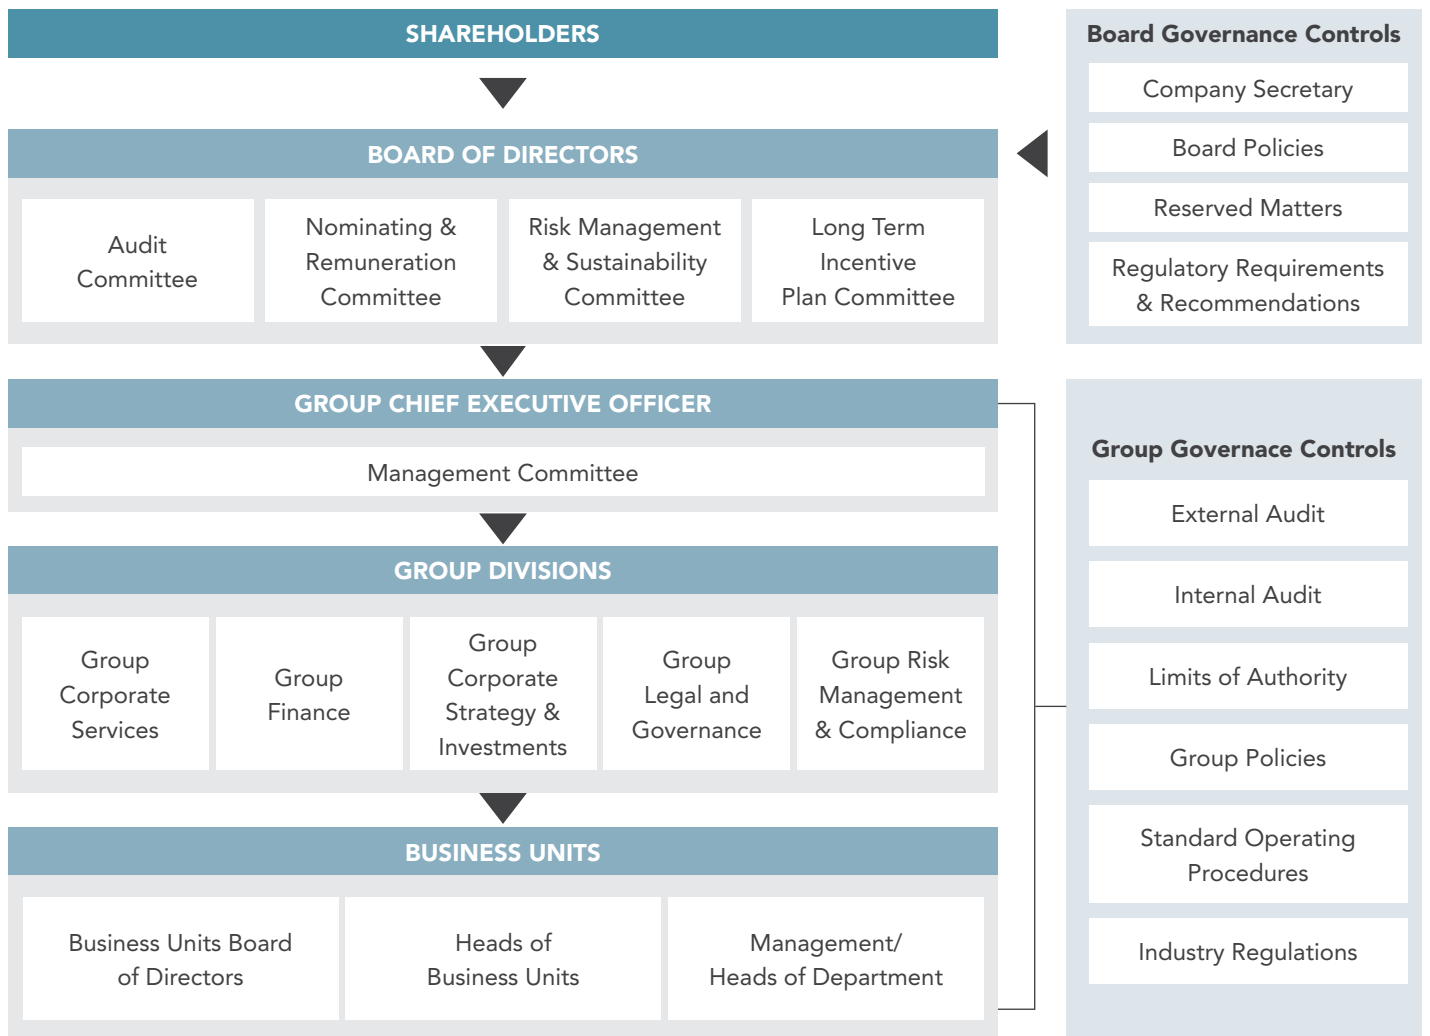 SHAREHOLDERS
BOARD OF DIRECTORS
Audit
Committee
Nominating &
Remuneration
Committee
Risk Management
& Sustainability
Committee
Long Term
Incentive
Plan Committee
GROUP CHIEF EXECUTIVE OFFICER
Management Committee
GROUP DIVISIONS
Group
Corporate
Services
Group
Finance
Group
Corporate
Strategy &
Investments
Group
Legal and
Governance
Group Risk
Management
& Compliance
BUSINESS UNITS
Business Units Board
of Directors
Heads of
Business Units
Management/
Heads of Department
Board Governance Controls
Company Secretary
Board Policies
Reserved Matters
Regulatory Requirements
& Recommendations
Group Governace Controls
External Audit
Internal Audit
Limits of Authority
Group Policies
Standard Operating
Procedures
Industry Regulations